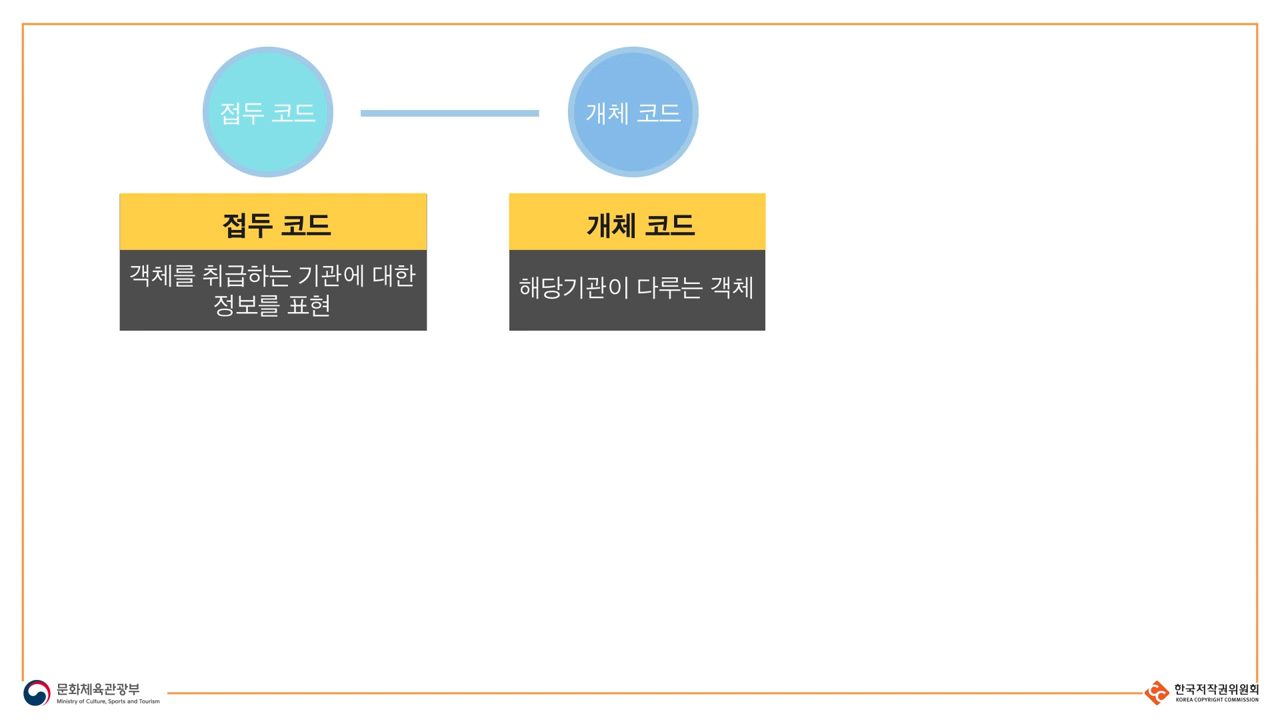 접두 코드
개체 코드
접두 코드
객체를 취급하는 기관에 대한
정보를 표현
개체 코드
해당기관이 다루는 객체
문화체육관광부
Ministry of Culture, Sports and Tourism
한국저작권위원회
KOREA COPYRIGHT COMMISSION